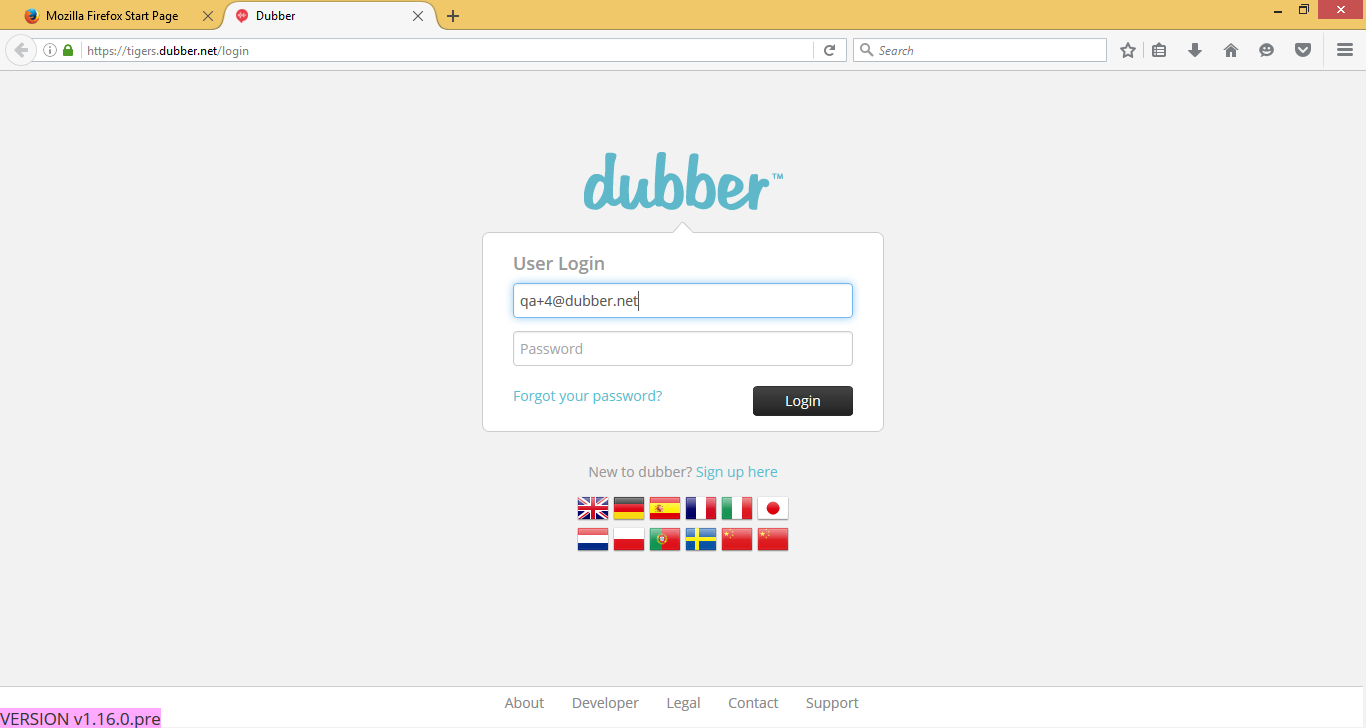 Mozilla Firefox Start Page
Dubber
https://tigers.dubber.net/login
Search
dubber™
User Login
qa+4@dubber.net
Password
Forgot your password?
Login
New to dubber? Sign up here
About Developer Legal Contact Support
VERSION v1.16.0.pre